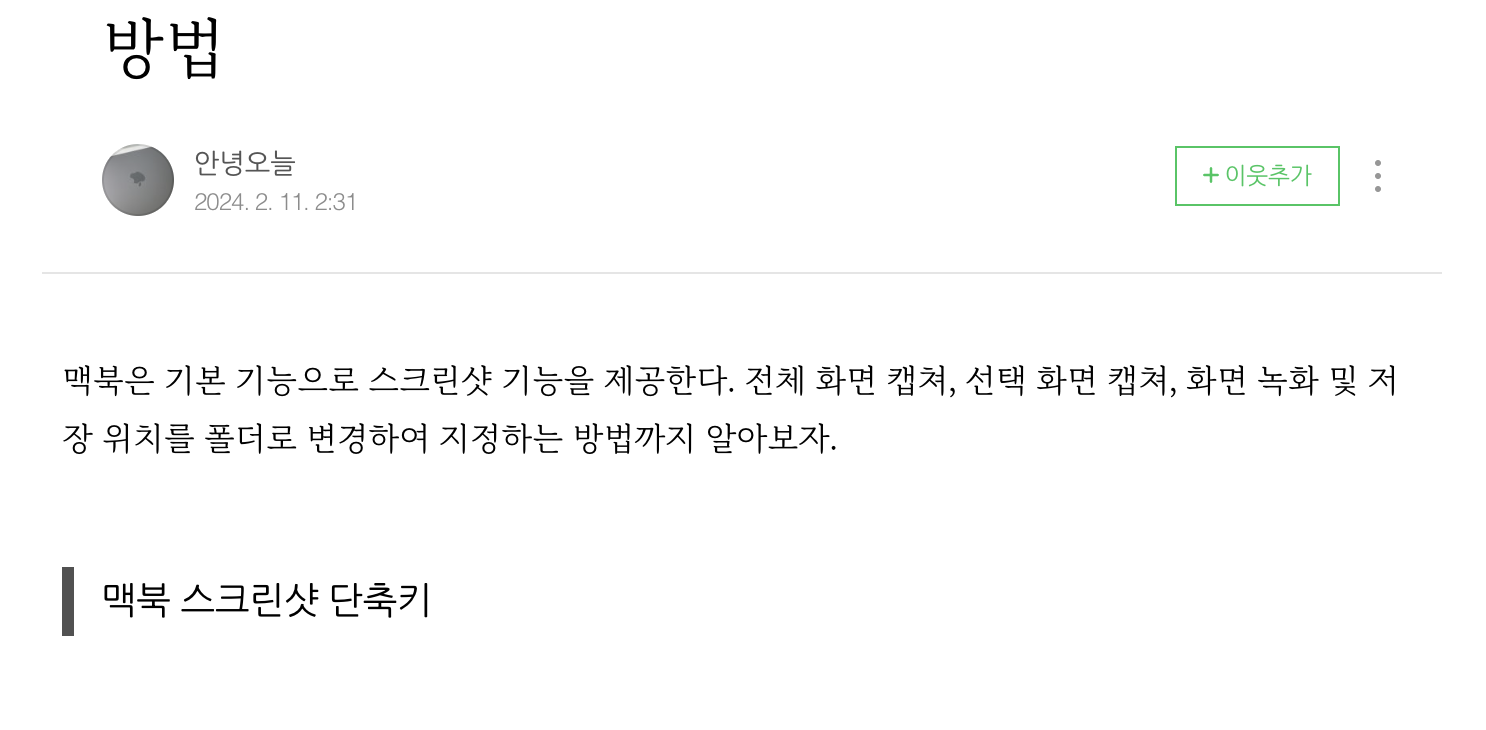 방법
안녕오늘
2024. 2. 11. 2:31
+ 이웃추가
맥북은 기본 기능으로 스크린샷 기능을 제공한다. 전체 화면 캡쳐, 선택 화면 캡쳐, 화면 녹화 및 저
장 위치를 폴더로 변경하여 지정하는 방법까지 알아보자.
맥북 스크린샷 단축키